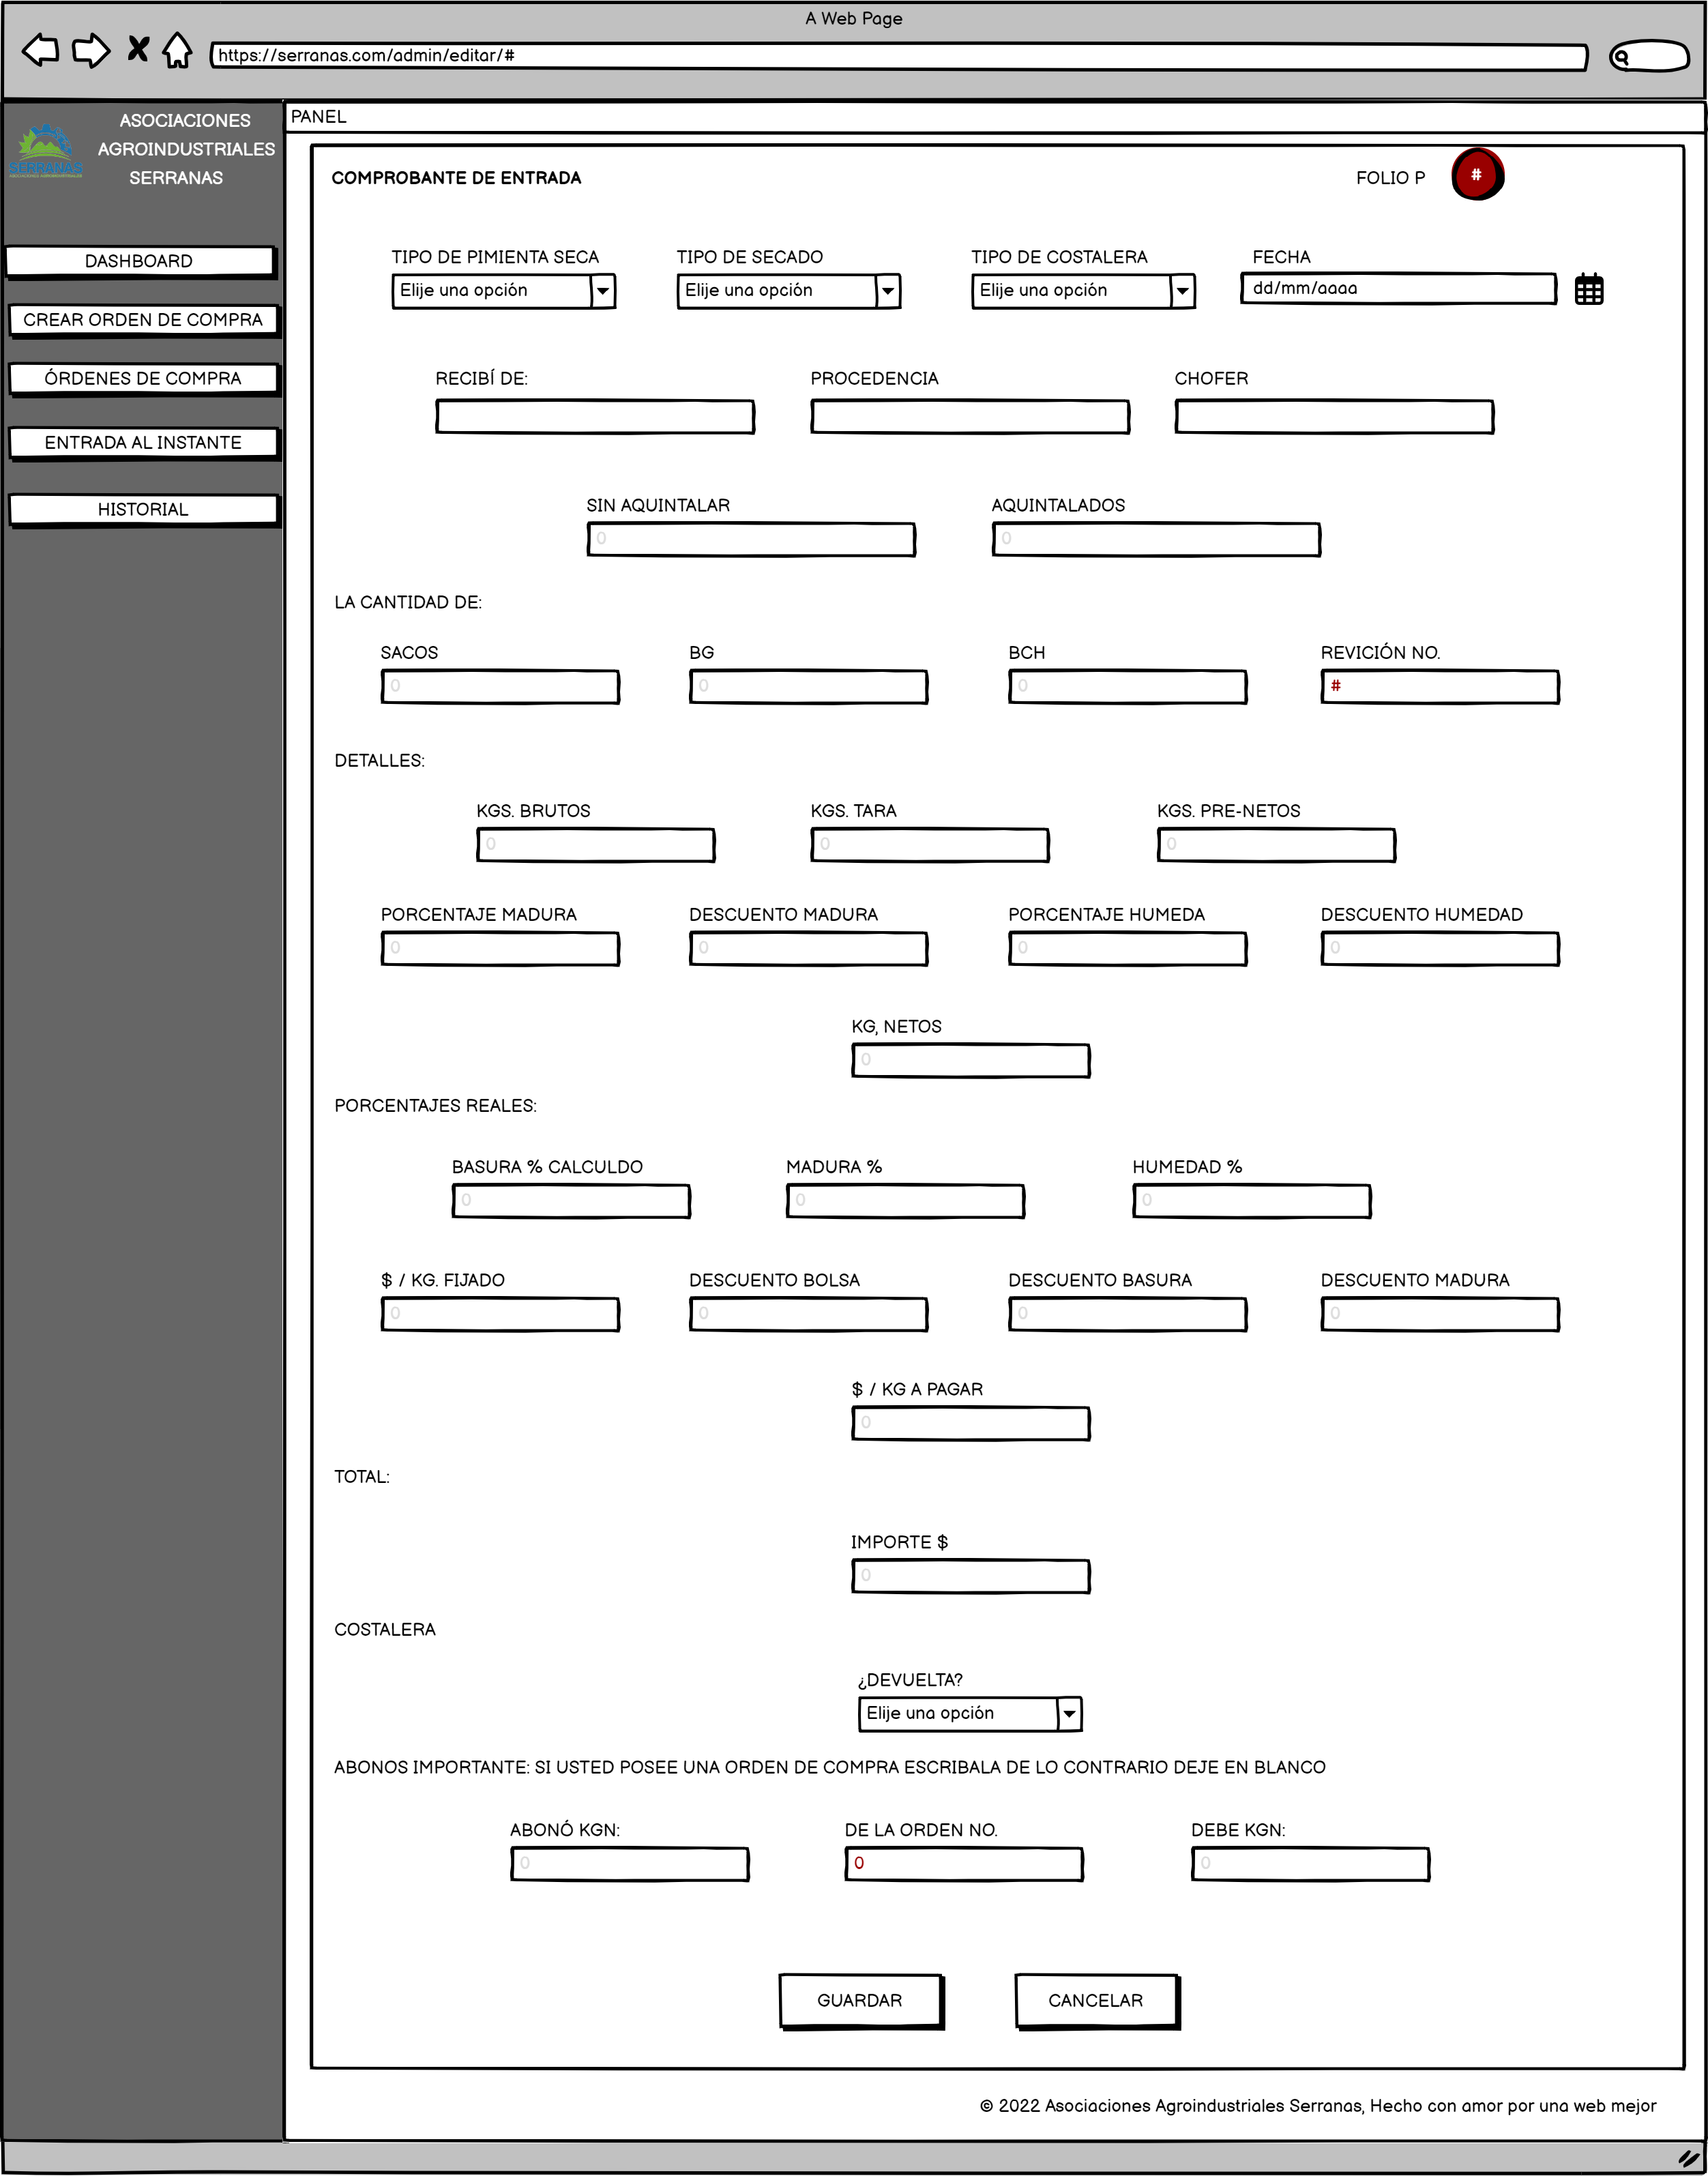 A Web Page
https://serranas.com/admin/editar/#
SERRANAS
ASOCIACIONES
AGROINDUSTRIALES
SERRANAS
DASHBOARD
CREAR ORDEN DE COMPRA
ÓRDENES DE COMPRA
ENTRADA AL INSTANTE
HISTORIAL
PANEL
COMPROBANTE DE ENTRADA
FOLIO P #
TIPO DE PIMIENTA SECA TIPO DE SECADO TIPO DE COSTALERA FECHA
Elije una opción Elije una opción Elije una opción dd/mm/aaaa
RECIBÍ DE: PROCEDENCIA CHOFER
SIN AQUINTALAR AQUINTALADOS
0 0
LA CANTIDAD DE:
SACOS BG BCH REVICIÓN NO.
0 0 0 #
DETALLES:
KGS. BRUTOS KGS. TARA KGS. PRE-NETOS
0 0 0
PORCENTAJE MADURA DESCUENTO MADURA PORCENTAJE HUMEDA DESCUENTO HUMEDAD
0 0 0 0
KG, NETOS
0
PORCENTAJES REALES:
BASURA % CALCULDO MADURA % HUMEDAD %
0 0 0
$ / KG. FIJADO DESCUENTO BOLSA DESCUENTO BASURA DESCUENTO MADURA
0 0 0 0
$ / KG A PAGAR
0
TOTAL:
IMPORTE $
0
COSTALERA
¿DEVUELTA?
Elije una opción
ABONOS IMPORTANTE: SI USTED POSEE UNA ORDEN DE COMPRA ESCRIBALA DE LO CONTRARIO DEJE EN BLANCO
ABONÓ KGN: DE LA ORDEN NO. DEBE KGN:
0 0 0
GUARDAR CANCELAR
© 2022 Asociaciones Agroindustriales Serranas, Hecho con amor por una web mejor